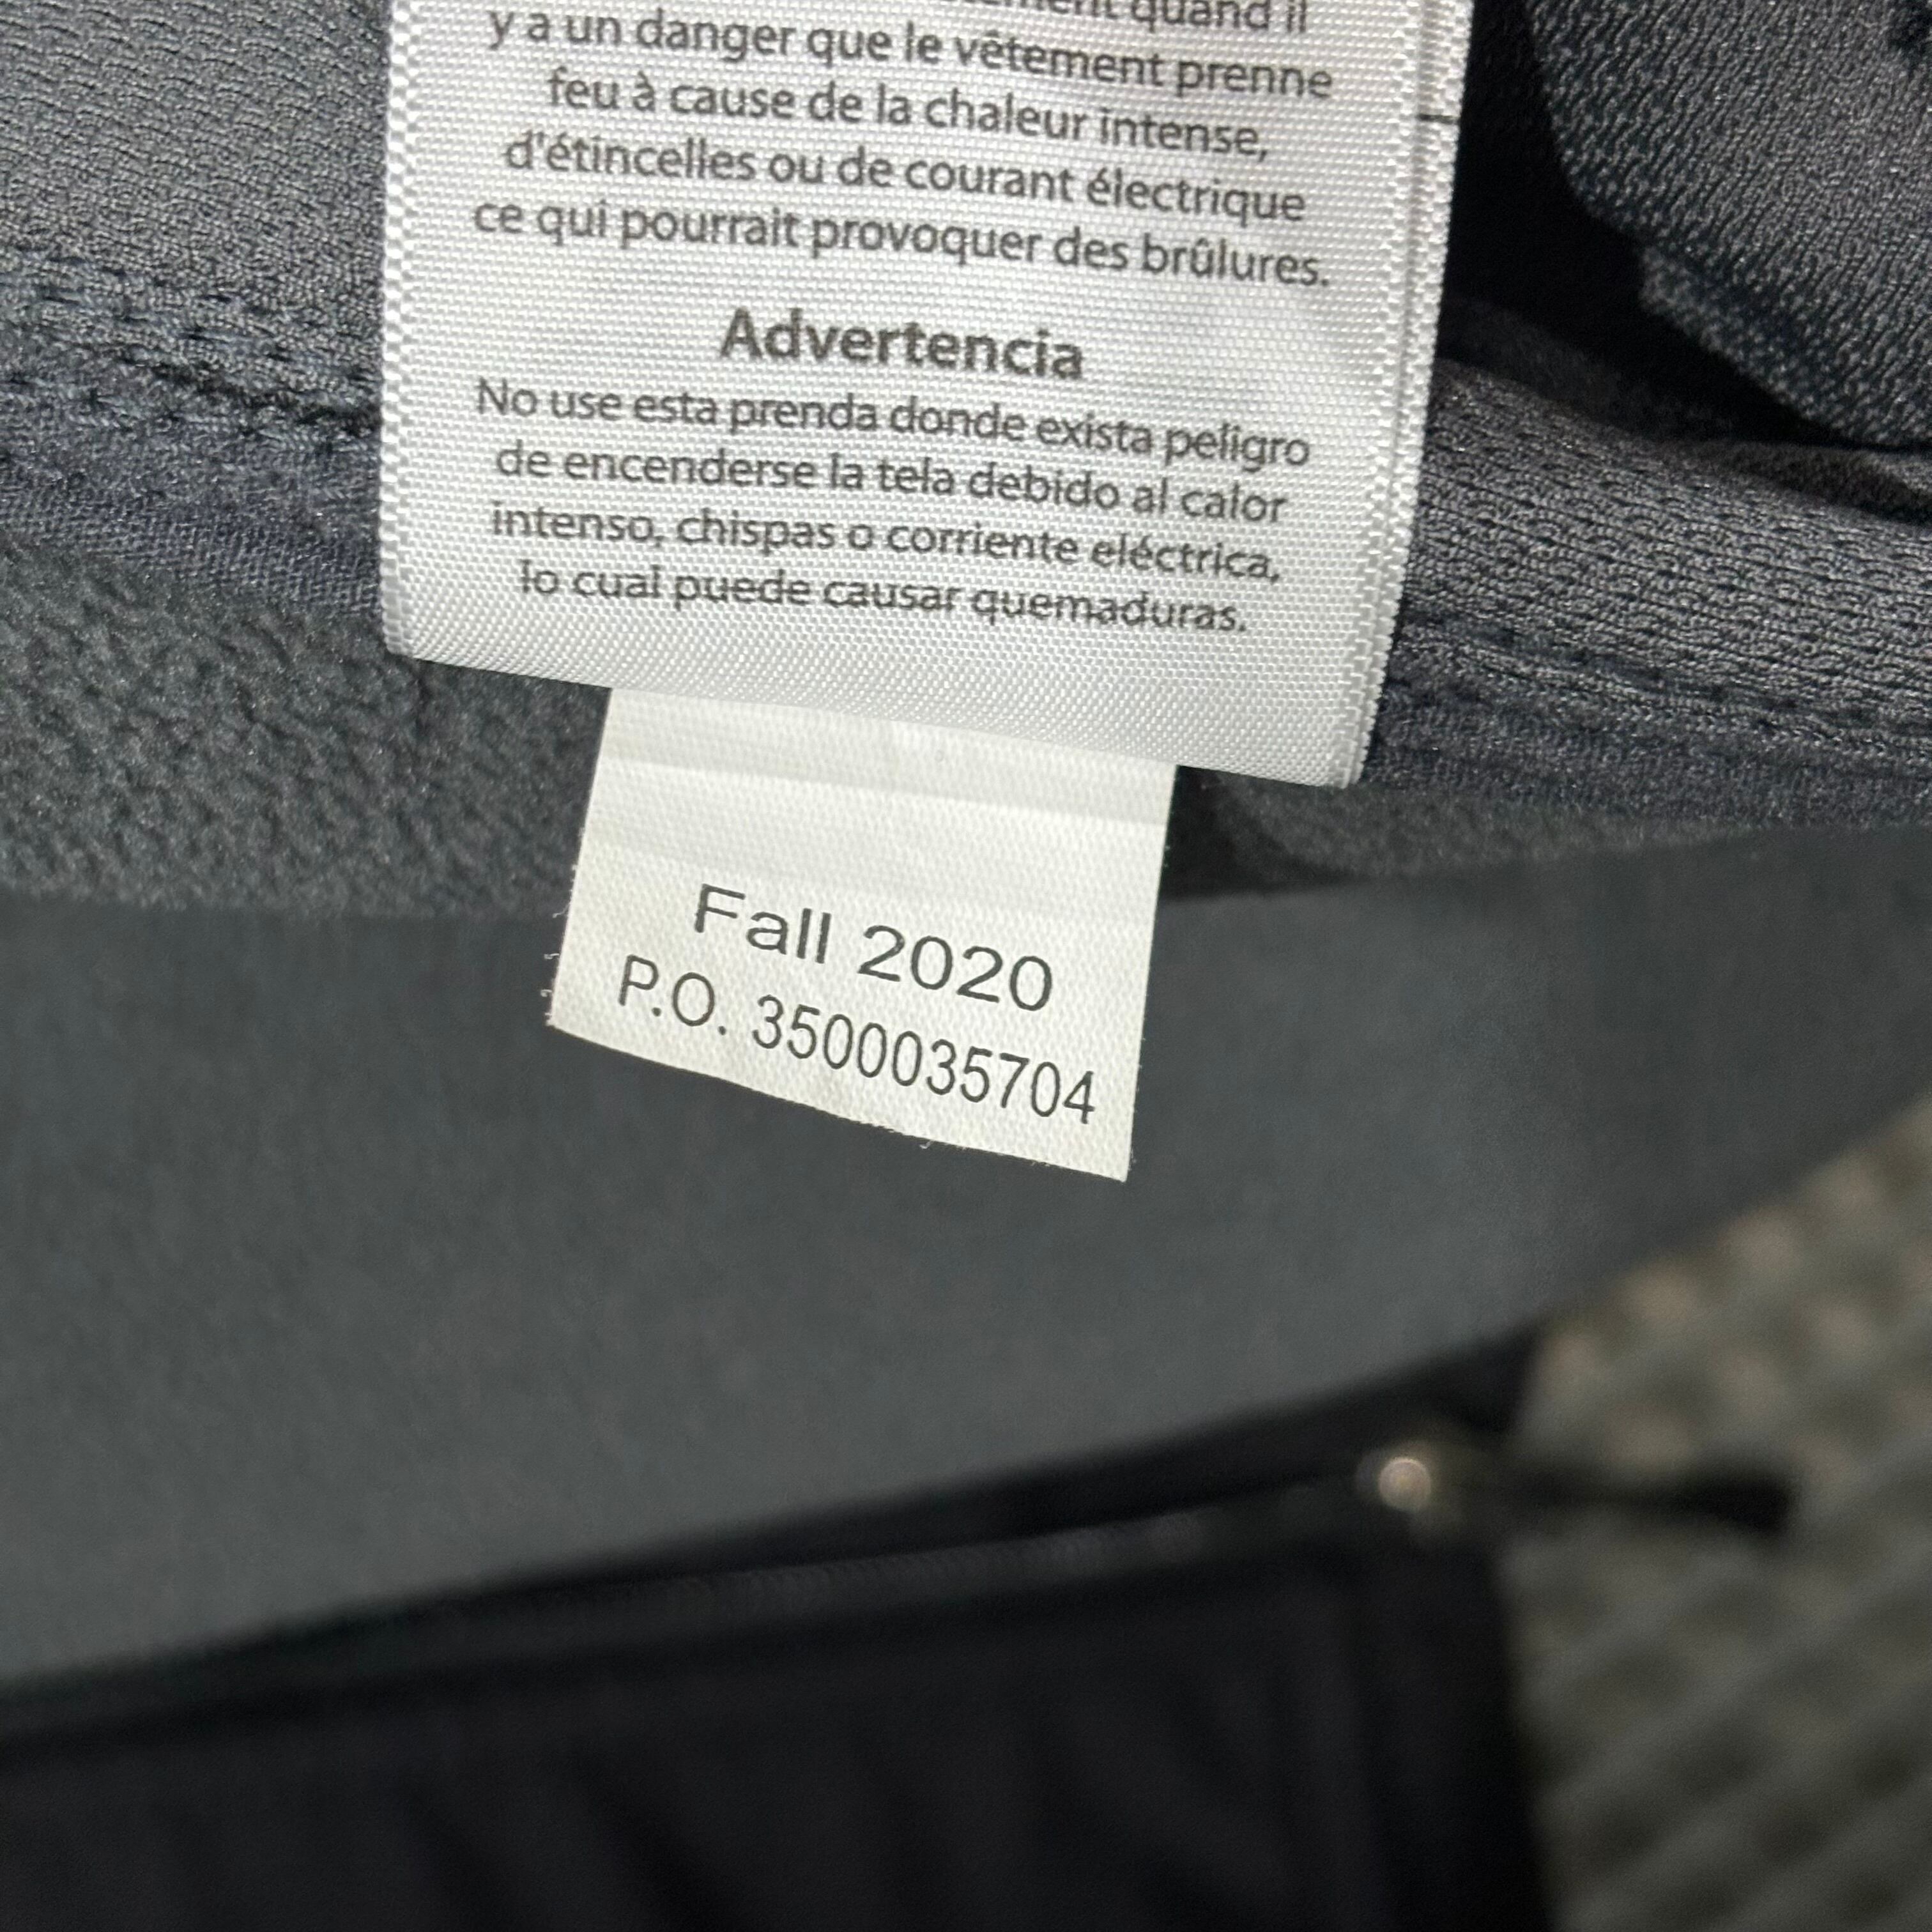 quand il
y a un danger que le vêtement prenne
feu à cause de la chaleur intense,
d'étincelles ou de courant électrique
ce qui pourrait provoquer des brûlures.
Advertencia
No use esta prenda donde exista peligro
de encenderse la tela debido al calor
intenso, chispas o corriente eléctrica,
lo cual puede causar quemaduras.
Fall 2020
P.O. 3500035704